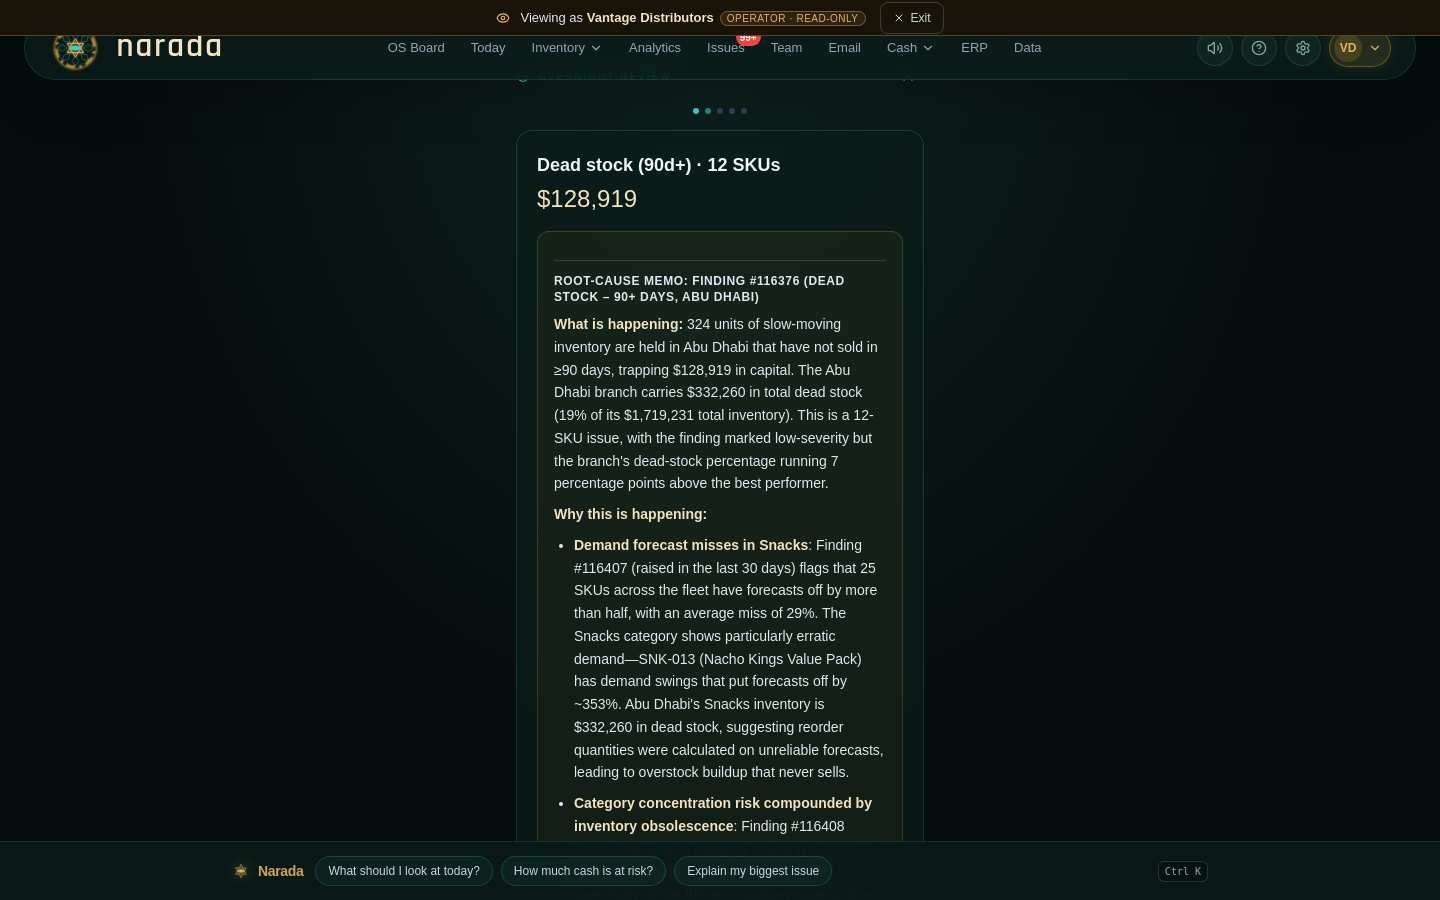 Viewing as Vantage Distributors OPERATOR · READ-ONLY Exit
narada
OS Board Today Inventory Analytics Issues 99+ Team Email Cash ERP Data VD
OVERNIGHT REVIEW
Dead stock (90d+) · 12 SKUs
$128,919
ROOT-CAUSE MEMO: FINDING #116376 (DEAD
STOCK – 90+ DAYS, ABU DHABI)
What is happening: 324 units of slow-moving
inventory are held in Abu Dhabi that have not sold in
≥90 days, trapping $128,919 in capital. The Abu
Dhabi branch carries $332,260 in total dead stock
(19% of its $1,719,231 total inventory). This is a 12-
SKU issue, with the finding marked low-severity but
the branch's dead-stock percentage running 7
percentage points above the best performer.
Why this is happening:
• Demand forecast misses in Snacks: Finding
#116407 (raised in the last 30 days) flags that 25
SKUs across the fleet have forecasts off by more
than half, with an average miss of 29%. The
Snacks category shows particularly erratic
demand—SNK-013 (Nacho Kings Value Pack)
has demand swings that put forecasts off by
~353%. Abu Dhabi's Snacks inventory is
$332,260 in dead stock, suggesting reorder
quantities were calculated on unreliable forecasts,
leading to overstock buildup that never sells.
• Category concentration risk compounded by
inventory obsolescence: Finding #116408
Narada What should I look at today? How much cash is at risk? Explain my biggest issue Ctrl K